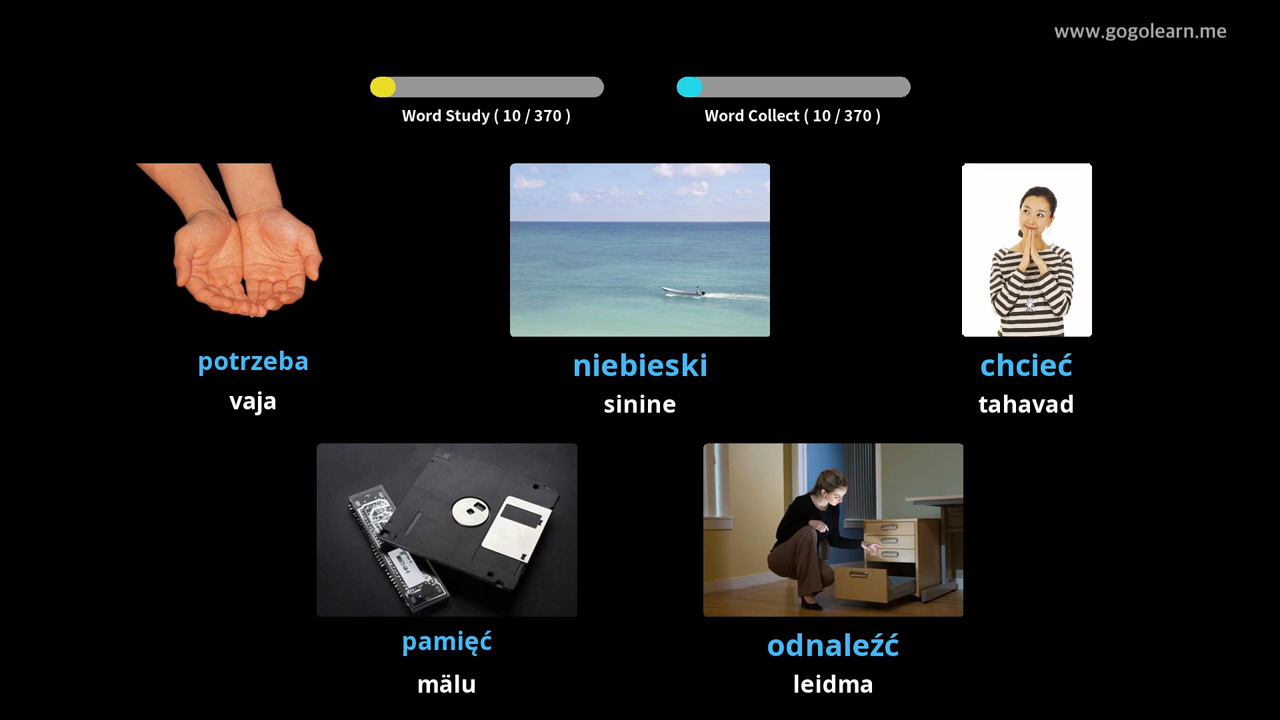 www.gogolearn.me
Word Study ( 10 / 370 )
Word Collect ( 10 / 370 )
potrzeba
vaja
niebieski
sinine
chcieć
tahavad
pamięć
mälu
odnaleźć
leidma